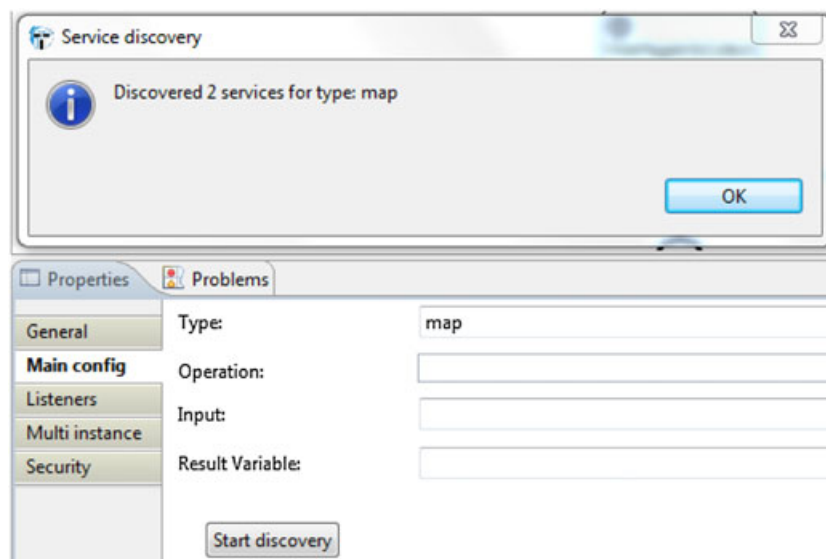 Service discovery
Discovered 2 services for type: map
OK
Properties
Problems
General
Main config
Listeners
Multi instance
Security
Type:
map
Operation:
Input:
Result Variable:
Start discovery